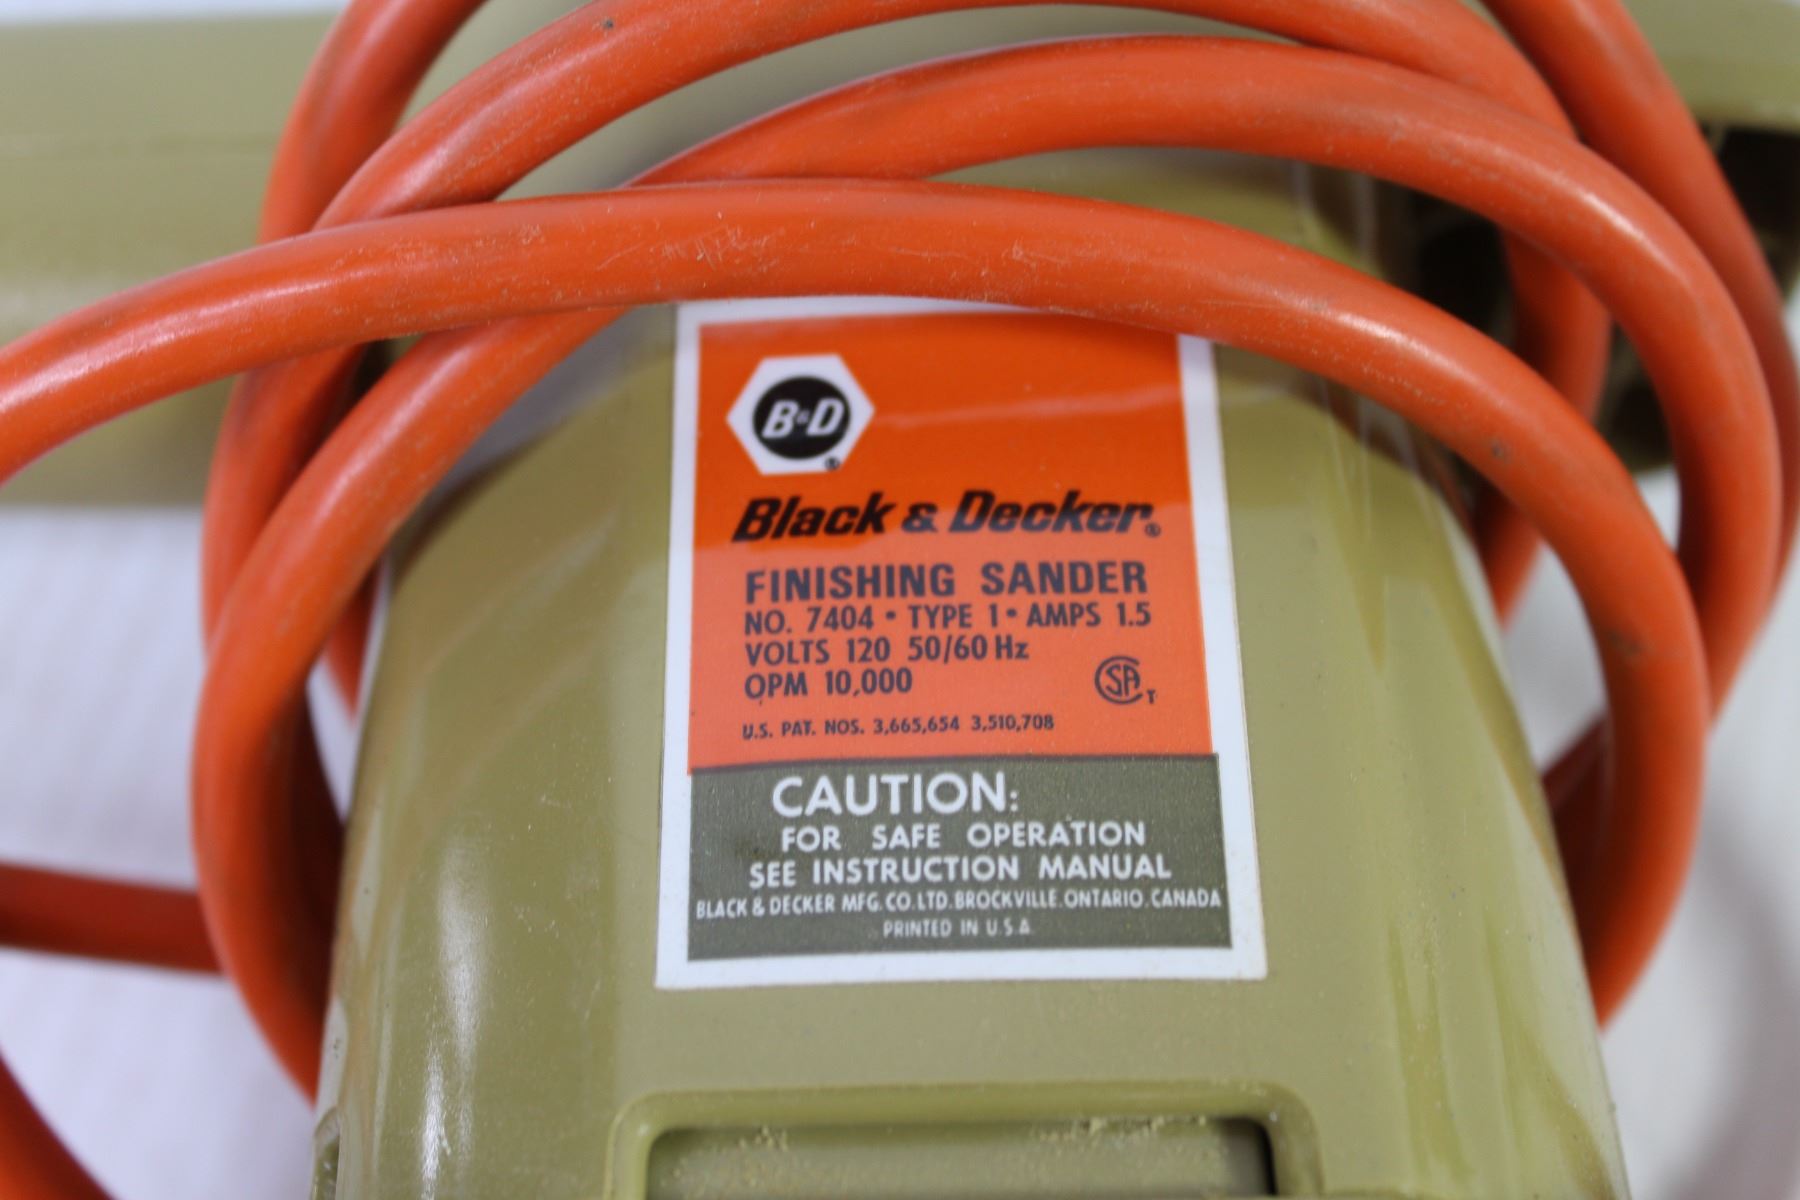 B&D
®
Black & Decker®
FINISHING SANDER
NO. 7404 • TYPE 1 • AMPS 1.5
VOLTS 120 50/60 Hz
OPM 10,000
SA T
U.S. PAT. NOS. 3,665,654 3,510,708
CAUTION:
FOR SAFE OPERATION
SEE INSTRUCTION MANUAL
BLACK & DECKER MFG. CO. LTD. BROCKVILLE. ONTARIO. CANADA
PRINTED IN U.S.A.